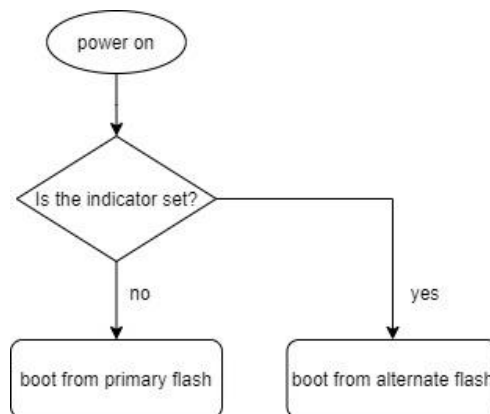 power on
Is the indicator set?
no
yes
boot from primary flash
boot from alternate flash